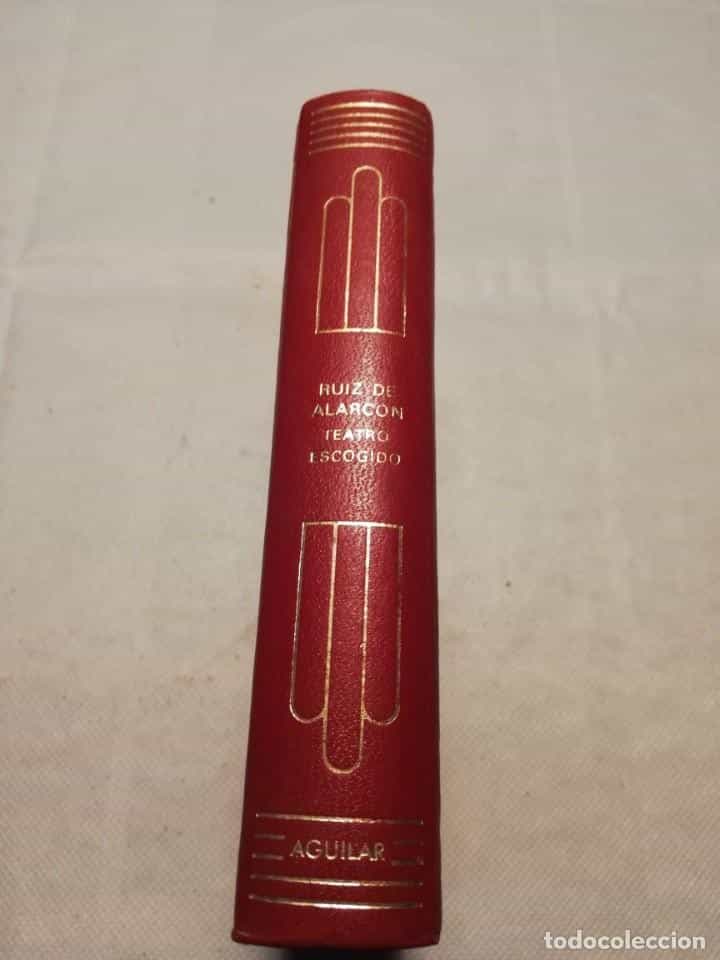 RUIZ DE
ALARCON
TEATRO
ESCOGIDO
AGUILAR
todocoleccion